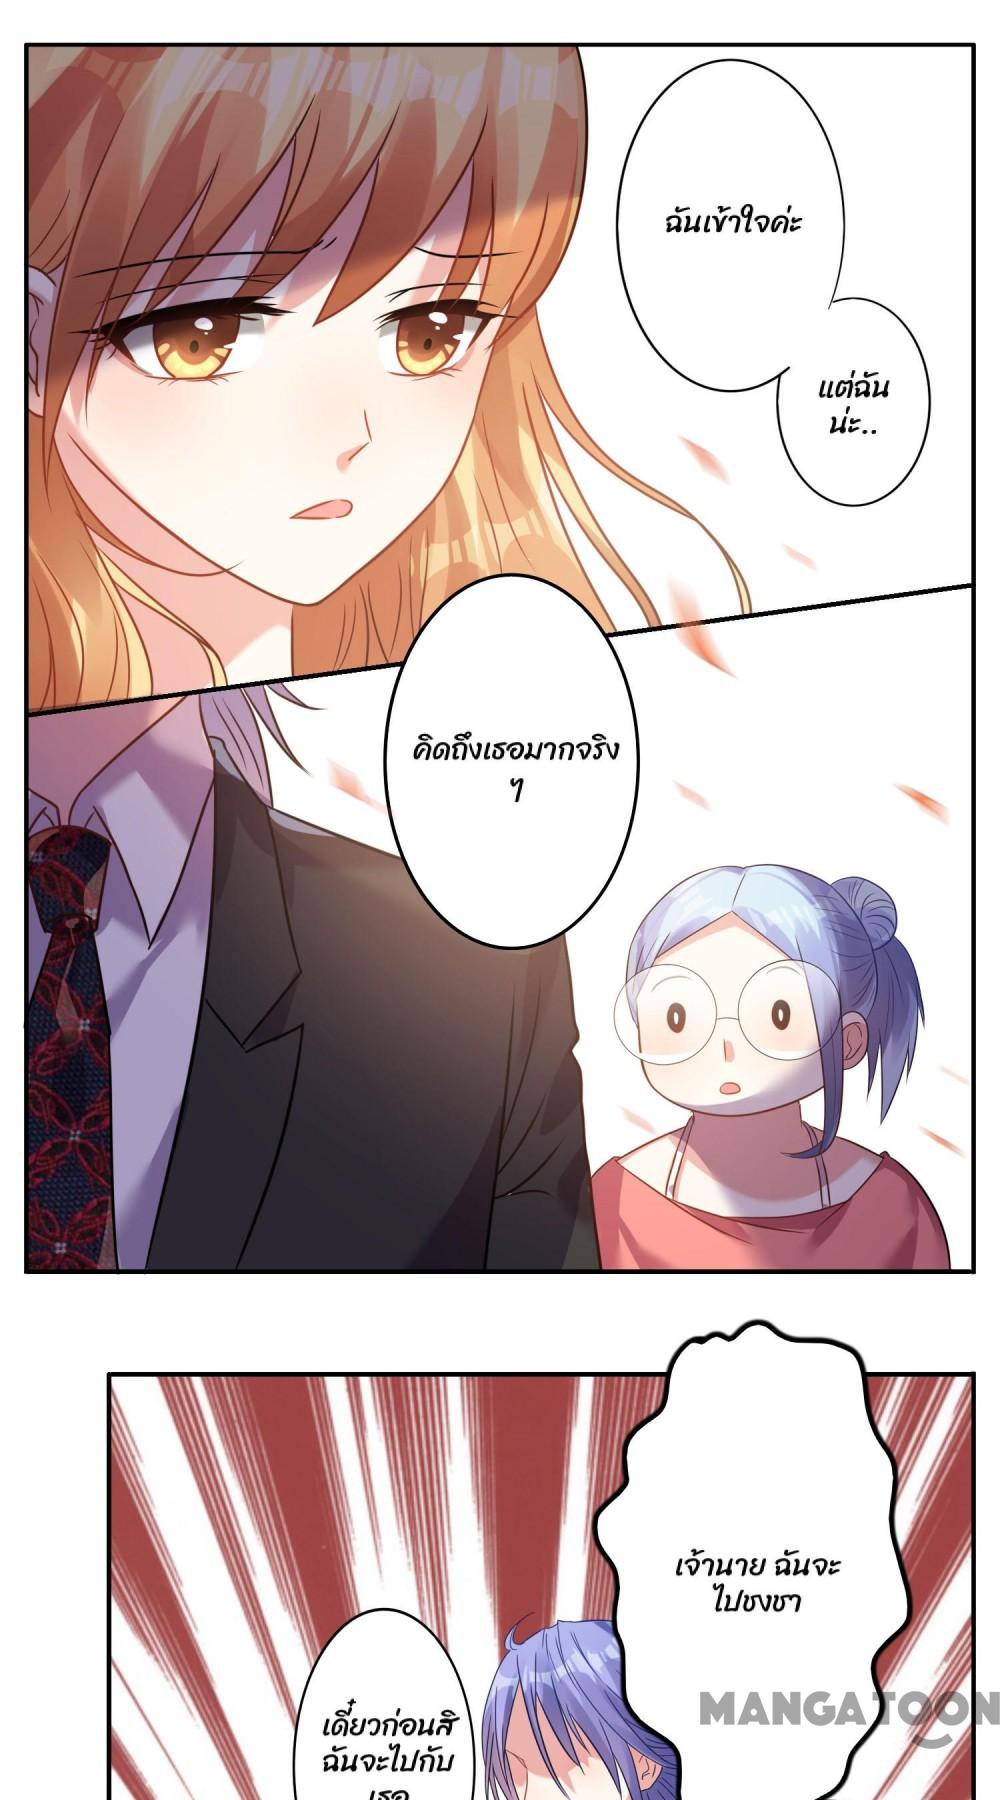 ฉันเข้าใจค่ะ
แต่ฉัน
น่ะ..
คิดถึงเธอมากจริง
ๆ
เจ้านาย ฉันจะ
ไปชงชา
เดี๋ยวก่อนสิ
ฉันจะไปกับ
เธอ
MANGATOON